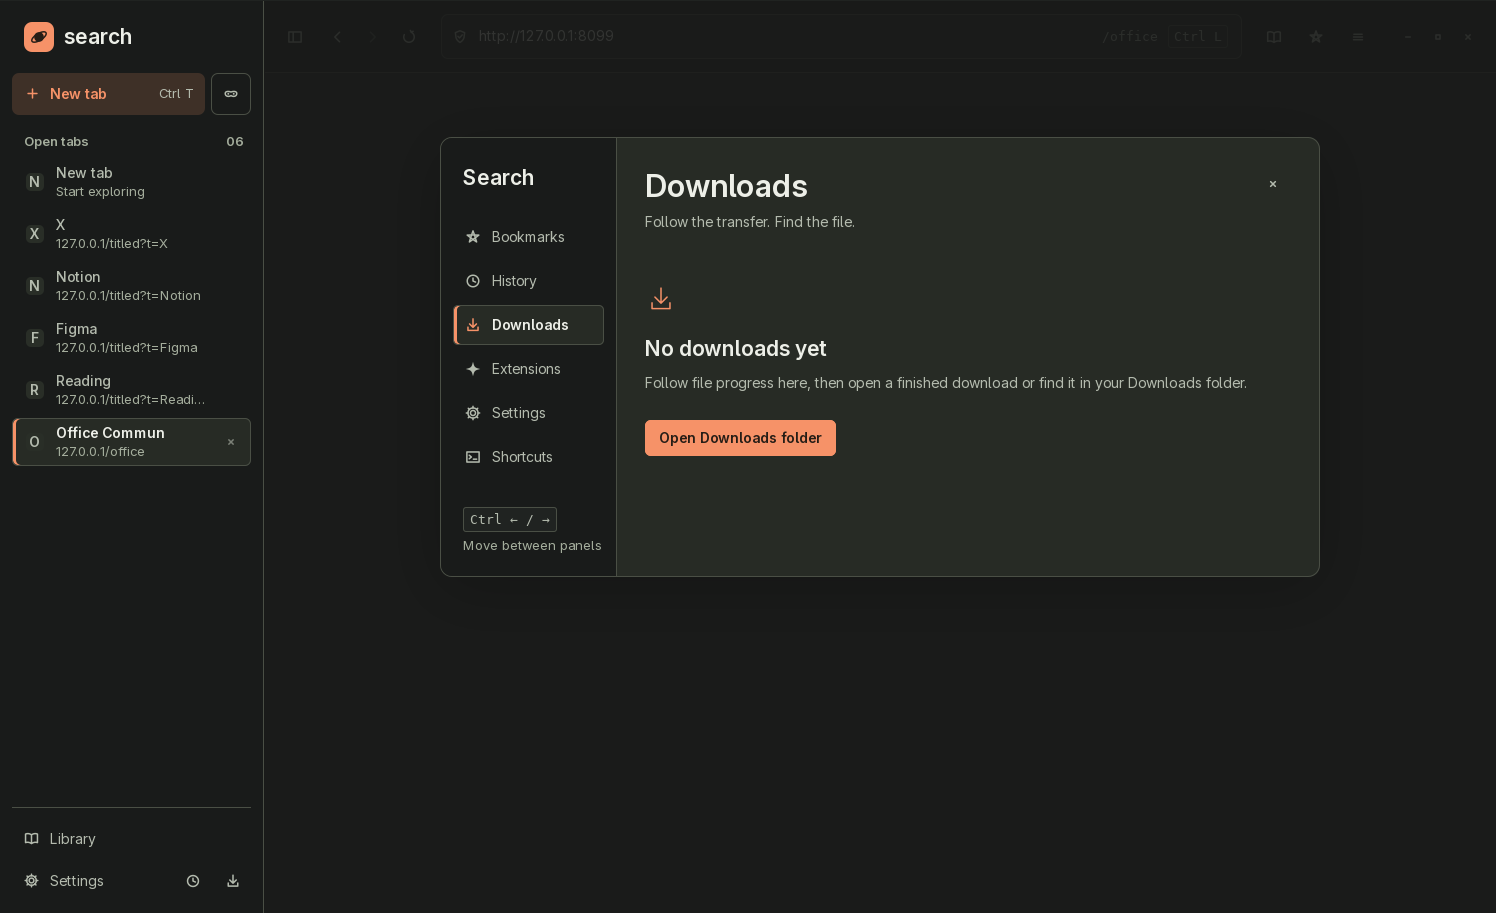 search
New tab Ctrl T
Open tabs 06
N New tab
Start exploring
X X
127.0.0.1/titled?t=X
N Notion
127.0.0.1/titled?t=Notion
F Figma
127.0.0.1/titled?t=Figma
R Reading
127.0.0.1/titled?t=Readi…
O Office Commun ×
127.0.0.1/office
Library
Settings
http://127.0.0.1:8099 /office Ctrl L
Search
Bookmarks
History
Downloads
Extensions
Settings
Shortcuts
Ctrl ← / →
Move between panels
Downloads ×
Follow the transfer. Find the file.
No downloads yet
Follow file progress here, then open a finished download or find it in your Downloads folder.
Open Downloads folder